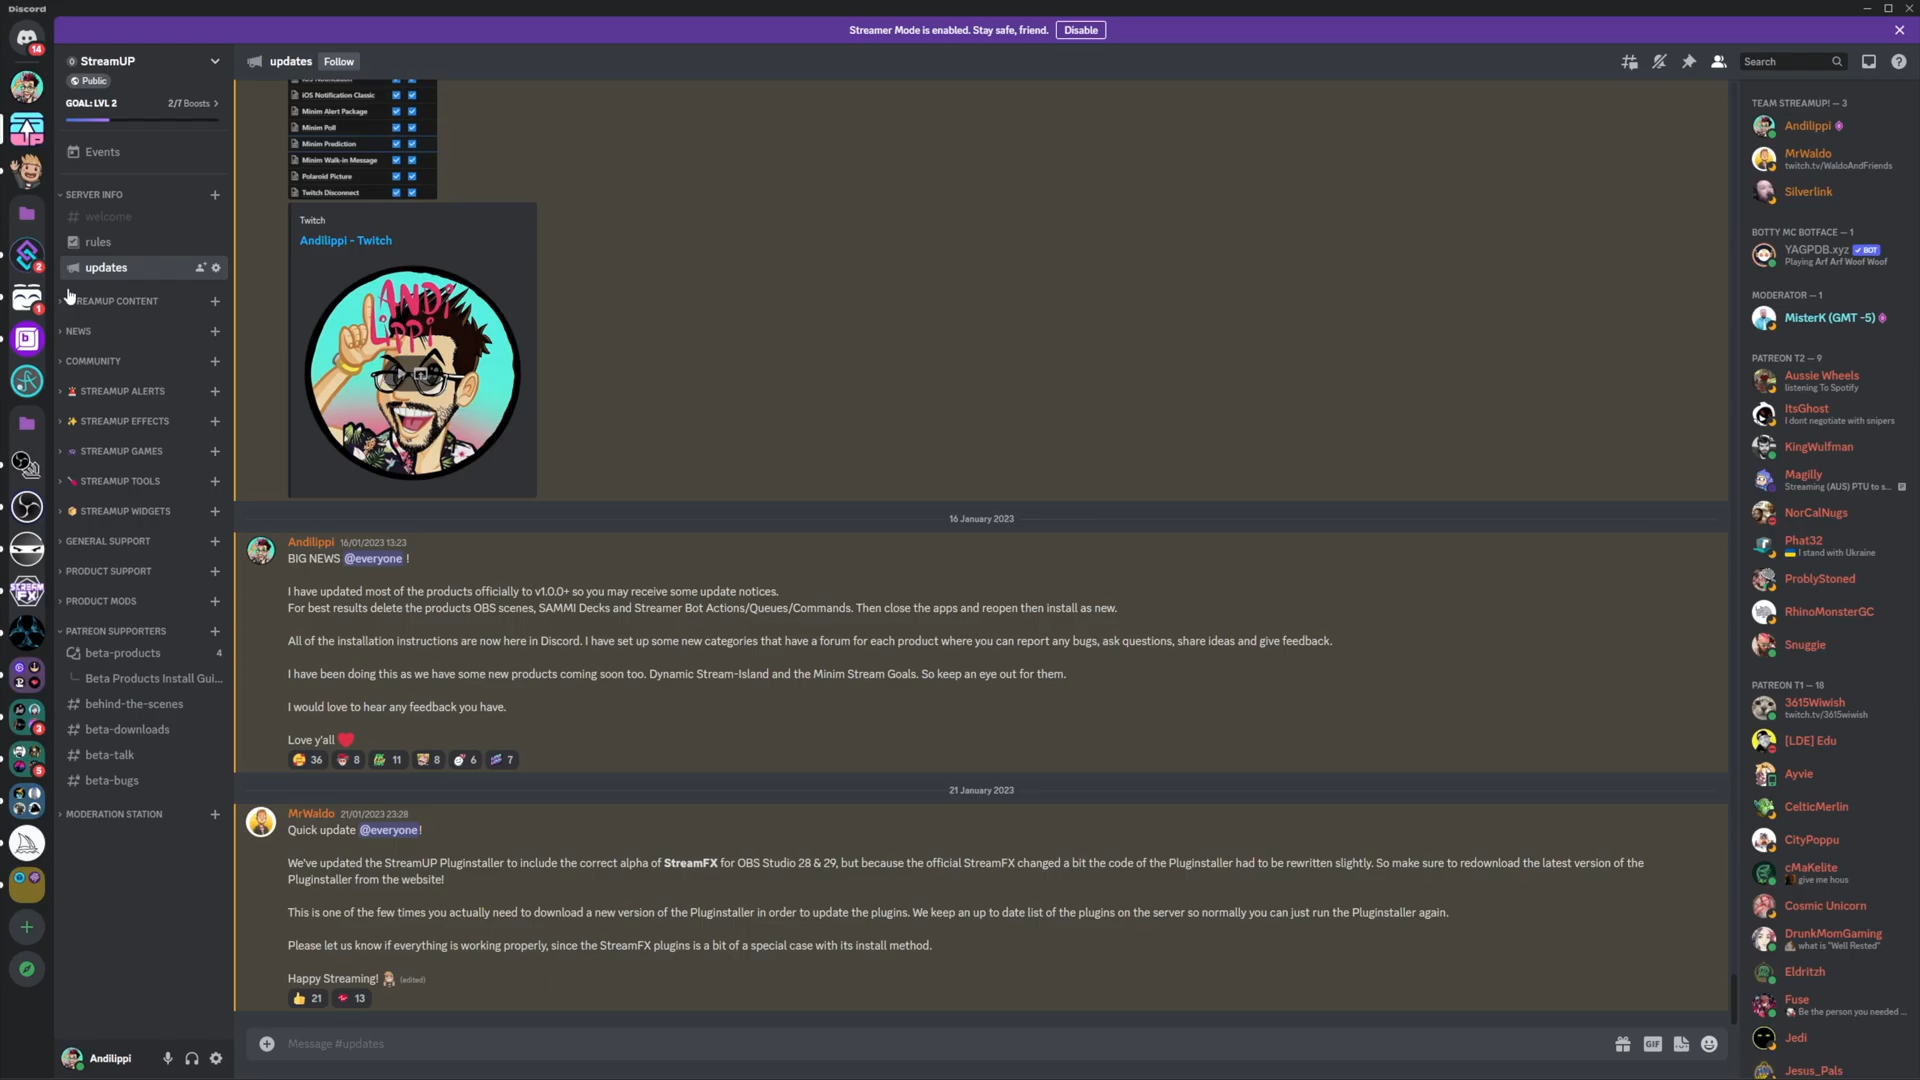 Discord
Streamer Mode is enabled. Stay safe, friend. Disable
14
StreamUP
Public
GOAL: LVL 2 2/7 Boosts
Events
SERVER INFO
welcome
rules
updates
STREAMUP CONTENT
NEWS
COMMUNITY
STREAMUP ALERTS
STREAMUP EFFECTS
STREAMUP GAMES
STREAMUP TOOLS
STREAMUP WIDGETS
GENERAL SUPPORT
PRODUCT SUPPORT
PRODUCT MODS
PATREON SUPPORTERS
beta-products 4
Beta Products Install Gui...
behind-the-scenes
beta-downloads
beta-talk
beta-bugs
MODERATION STATION
2
1
STREAM
FX
3
5
Andilippi
updates Follow
Search
iOS Notification Classic
Minim Alert Package
Minim Poll
Minim Prediction
Minim Walk-in Message
Polaroid Picture
Twitch Disconnect
Twitch
Andilippi - Twitch
ANDI
LIPPI
16 January 2023
Andilippi 16/01/2023 13:23
BIG NEWS @everyone !
I have updated most of the products officially to v1.0.0+ so you may receive some update notices.
For best results delete the products OBS scenes, SAMMI Decks and Streamer Bot Actions/Queues/Commands. Then close the apps and reopen then install as new.
All of the installation instructions are now here in Discord. I have set up some new categories that have a forum for each product where you can report any bugs, ask questions, share ideas and give feedback.
I have been doing this as we have some new products coming soon too. Dynamic Stream-Island and the Minim Stream Goals. So keep an eye out for them.
I would love to hear any feedback you have.
Love y'all
36 8 11 8 6 7
21 January 2023
MrWaldo 21/01/2023 23:28
Quick update @everyone!
We've updated the StreamUP Pluginstaller to include the correct alpha of StreamFX for OBS Studio 28 & 29, but because the official StreamFX changed a bit the code of the Pluginstaller had to be rewritten slightly. So make sure to redownload the latest version of the
Pluginstaller from the website!
This is one of the few times you actually need to download a new version of the Pluginstaller in order to update the plugins. We keep an up to date list of the plugins on the server so normally you can just run the Pluginstaller again.
Please let us know if everything is working properly, since the StreamFX plugins is a bit of a special case with its install method.
Happy Streaming! (edited)
21 13
Message #updates
GIF
TEAM STREAMUP! — 3
Andilippi
MrWaldo
twitch.tv/WaldoAndFriends
Silverlink
BOTTY MC BOTFACE — 1
YAGPDB.xyz BOT
Playing Arf Arf Woof Woof
MODERATOR — 1
MisterK (GMT -5)
PATREON T2 — 9
Aussie Wheels
listening To Spotify
ItsGhost
I dont negotiate with snipers
KingWulfman
Magilly
Streaming (AUS) PTU to s...
NorCalNugs
Phat32
I stand with Ukraine
ProblyStoned
RhinoMonsterGC
Snuggie
PATREON T1 — 18
3615Wiwish
twitch.tv/3615wiwish
[LDE] Edu
Ayvie
CelticMerlin
CityPoppu
cMaKelite
give me hous
Cosmic Unicorn
DrunkMomGaming
what is "Well Rested"
Eldritzh
Fuse
Be the person you needed ...
Jedi
Jesus_Pals